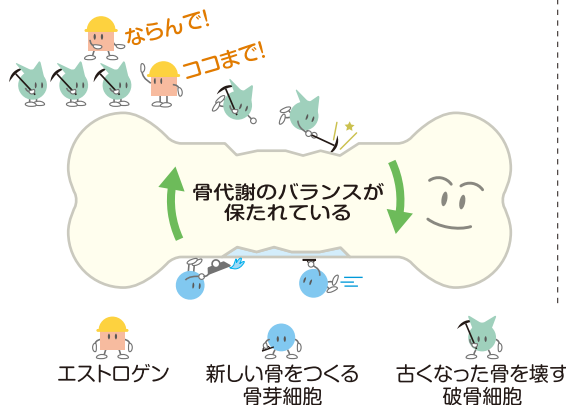 ならんで!
ココまで!
骨代謝のバランスが
保たれている
エストロゲン
新しい骨をつくる
骨芽細胞
古くなった骨を壊す
破骨細胞